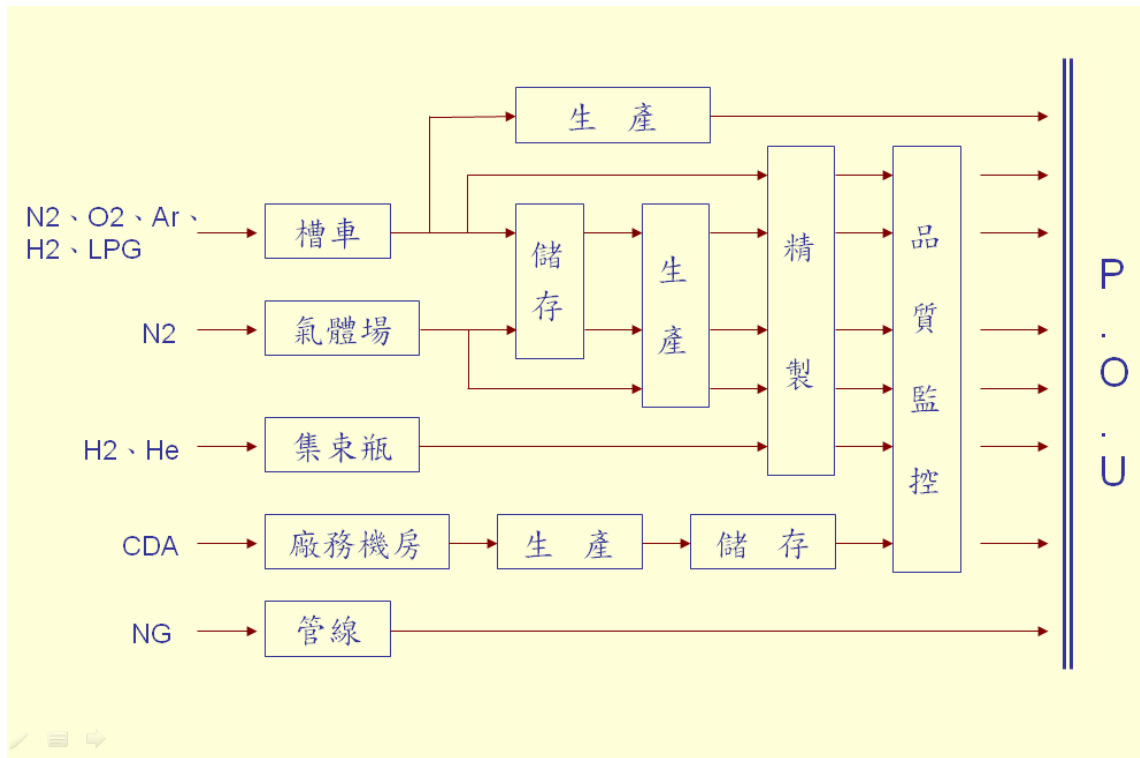 生 產
N2、O2、Ar、
H2、LPG
槽車
儲存
生產
精製
品質監控
N2
氣體場
H2、He
集束瓶
CDA
廠務機房
生 產
儲 存
NG
管線
P.O.U